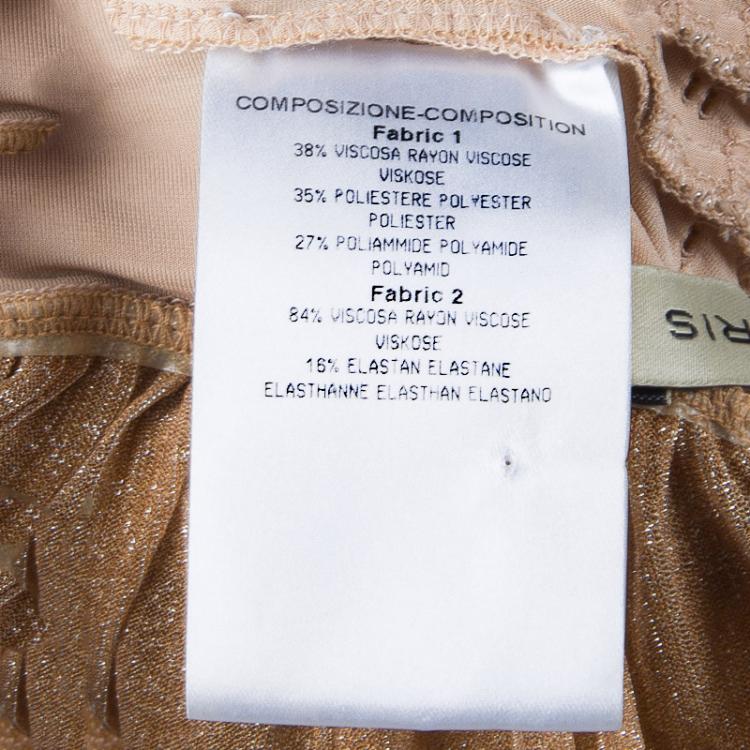 COMPOSIZIONE-COMPOSITION
Fabric 1
38% VISCOSA RAYON VISCOSE
VISKOSE
35% POLIESTERE POLYESTER
POLIESTER
27% POLIAMMIDE POLYAMIDE
POLYAMID
Fabric 2
84% VISCOSA RAYON VISCOSE
VISKOSE
16% ELASTAN ELASTANE
ELASTHANNE ELASTHAN ELASTANO